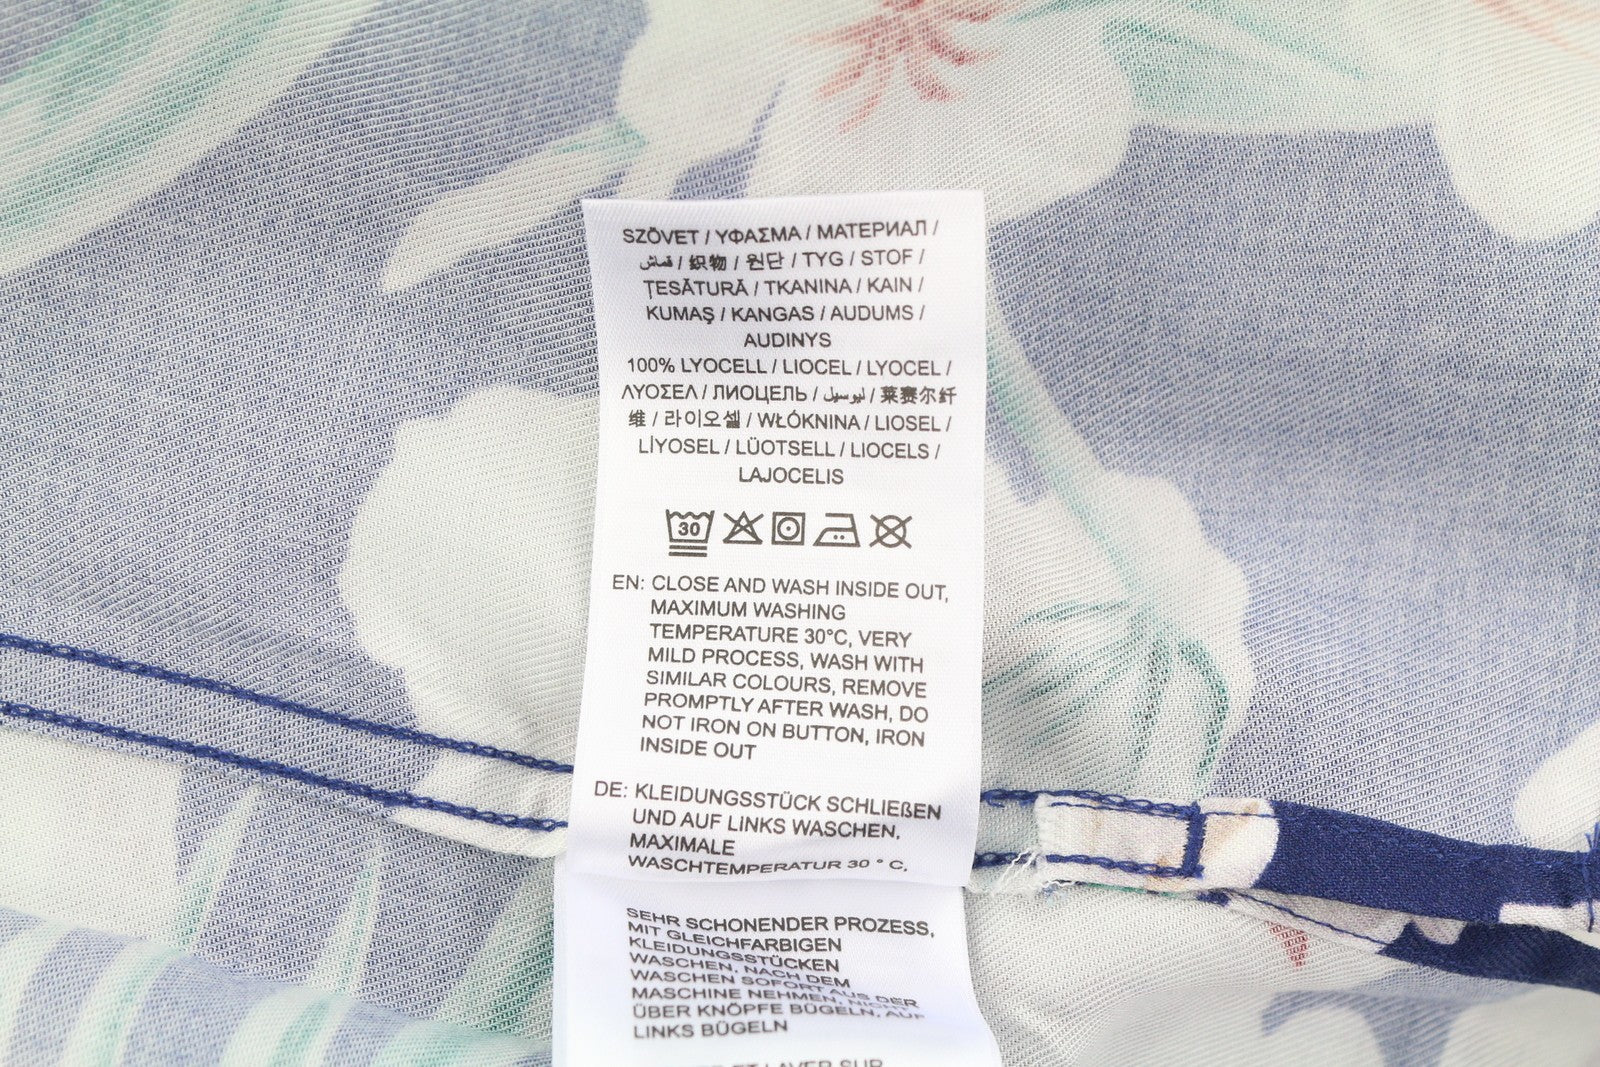 SZÖVET / ΥΦΑΣΜΑ / МАТЕРИАЛ /
قماش / 织物 / 원단 / TYG / STOF /
ȚESĂTURĂ / TKANINA / KAIN /
KUMAŞ / KANGAS / AUDUMS /
AUDINYS
100% LYOCELL / LIOCEL / LYOCEL /
ΛΥΟΣΕΛ / ЛИОЦЕЛЬ / ليوسيل / 莱赛尔纤
维 / 라이오셀 / WŁÓKNINA / LIOSEL /
LİYOSEL / LÜOTSELL / LIOCELS /
LAJOCELIS
30
EN: CLOSE AND WASH INSIDE OUT,
MAXIMUM WASHING
TEMPERATURE 30°C, VERY
MILD PROCESS, WASH WITH
SIMILAR COLOURS, REMOVE
PROMPTLY AFTER WASH, DO
NOT IRON ON BUTTON, IRON
INSIDE OUT
DE: KLEIDUNGSSTÜCK SCHLIEßEN
UND AUF LINKS WASCHEN,
MAXIMALE
WASCHTEMPERATUR 30 ° C,
SEHR SCHONENDER PROZESS,
MIT GLEICHFARBIGEN
KLEIDUNGSSTÜCKEN
WASCHEN, NACH DEM
WASCHEN SOFORT AUS DER
MASCHINE NEHMEN, NICHT
ÜBER KNÖPFE BÜGELN, AUF
LINKS BÜGELN
ET LAVER SUR